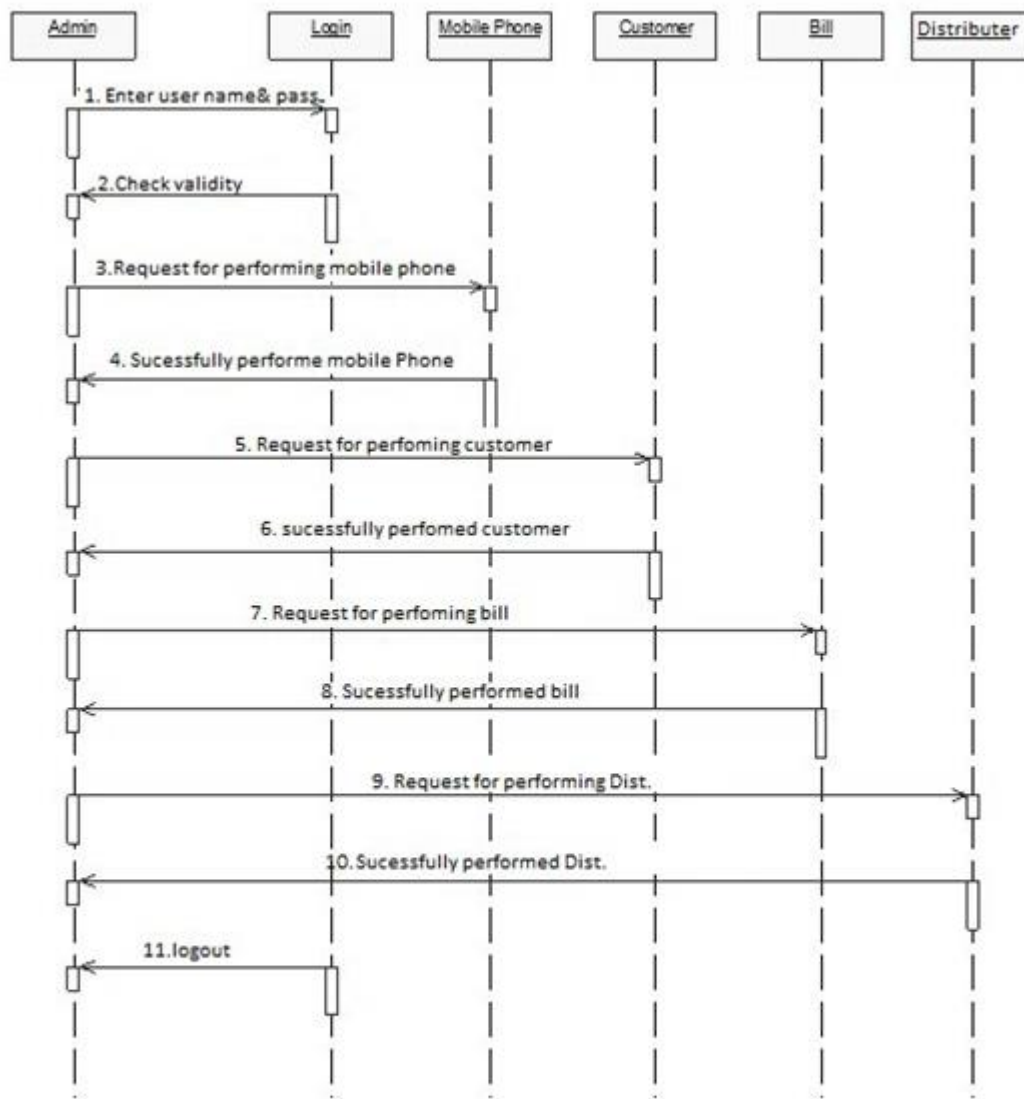 Admin
Login
Mobile Phone
Customer
Bill
Distributer
1. Enter user name& pass.
2.Check validity
3.Request for performing mobile phone
4. Sucessfully performe mobile Phone
5. Request for perfoming customer
6. sucessfully perfomed customer
7. Request for perfoming bill
8. Sucessfully performed bill
9. Request for performing Dist.
10.Sucessfully performed Dist.
11.logout